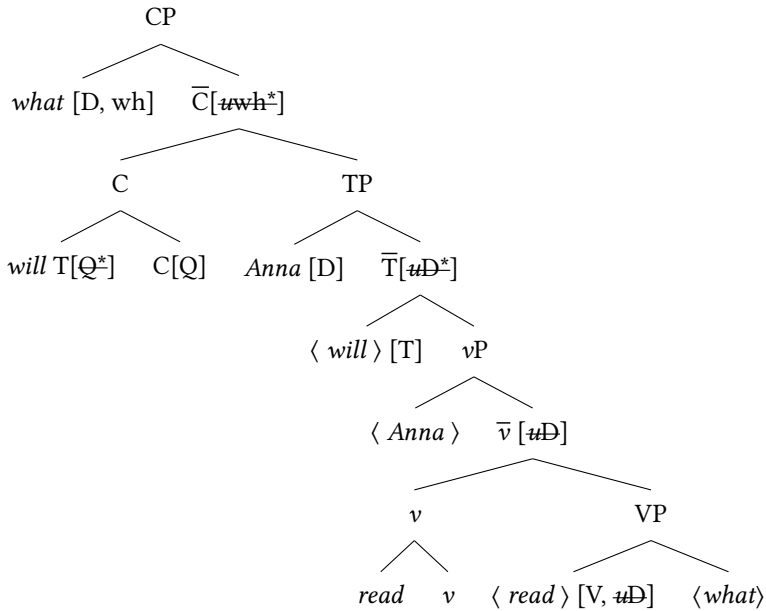 CP
what [D, wh] C̅[uwh*]
C TP
will T[Q*] C[Q] Anna [D] T̅[uD*]
⟨ will ⟩ [T] vP
⟨ Anna ⟩ v̅ [uD]
v VP
read v ⟨ read ⟩ [V, uD] ⟨what⟩